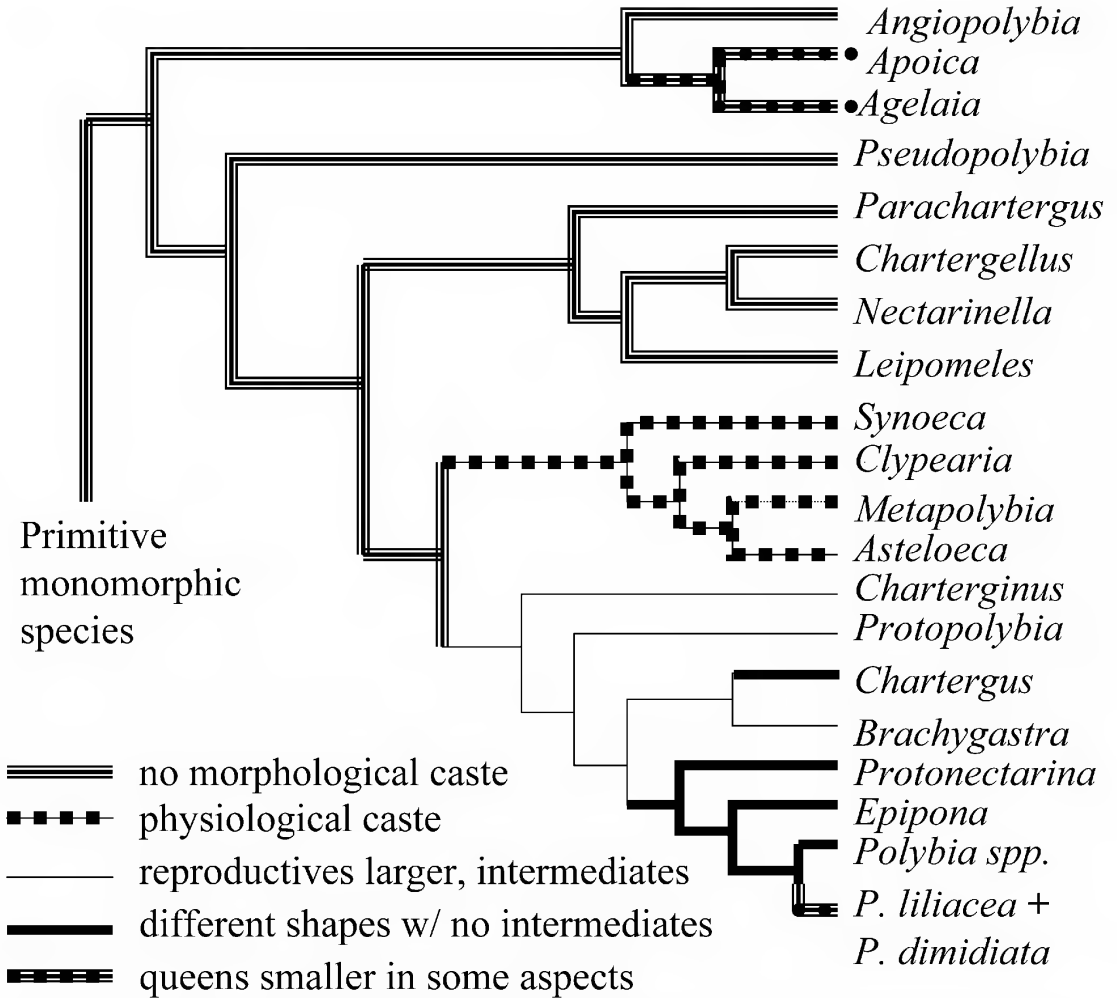 Angiopolybia
Apoica
Agelaia
Pseudopolybia
Parachartergus
Chartergellus
Nectarinella
Leipomeles
Synoeca
Clypearia
Metapolybia
Asteloeca
Charterginus
Protopolybia
Chartergus
Brachygastra
Protonectarina
Epipona
Polybia spp.
P. liliacea +
P. dimidiata
Primitive
monomorphic
species
no morphological caste
physiological caste
reproductives larger, intermediates
different shapes w/ no intermediates
queens smaller in some aspects